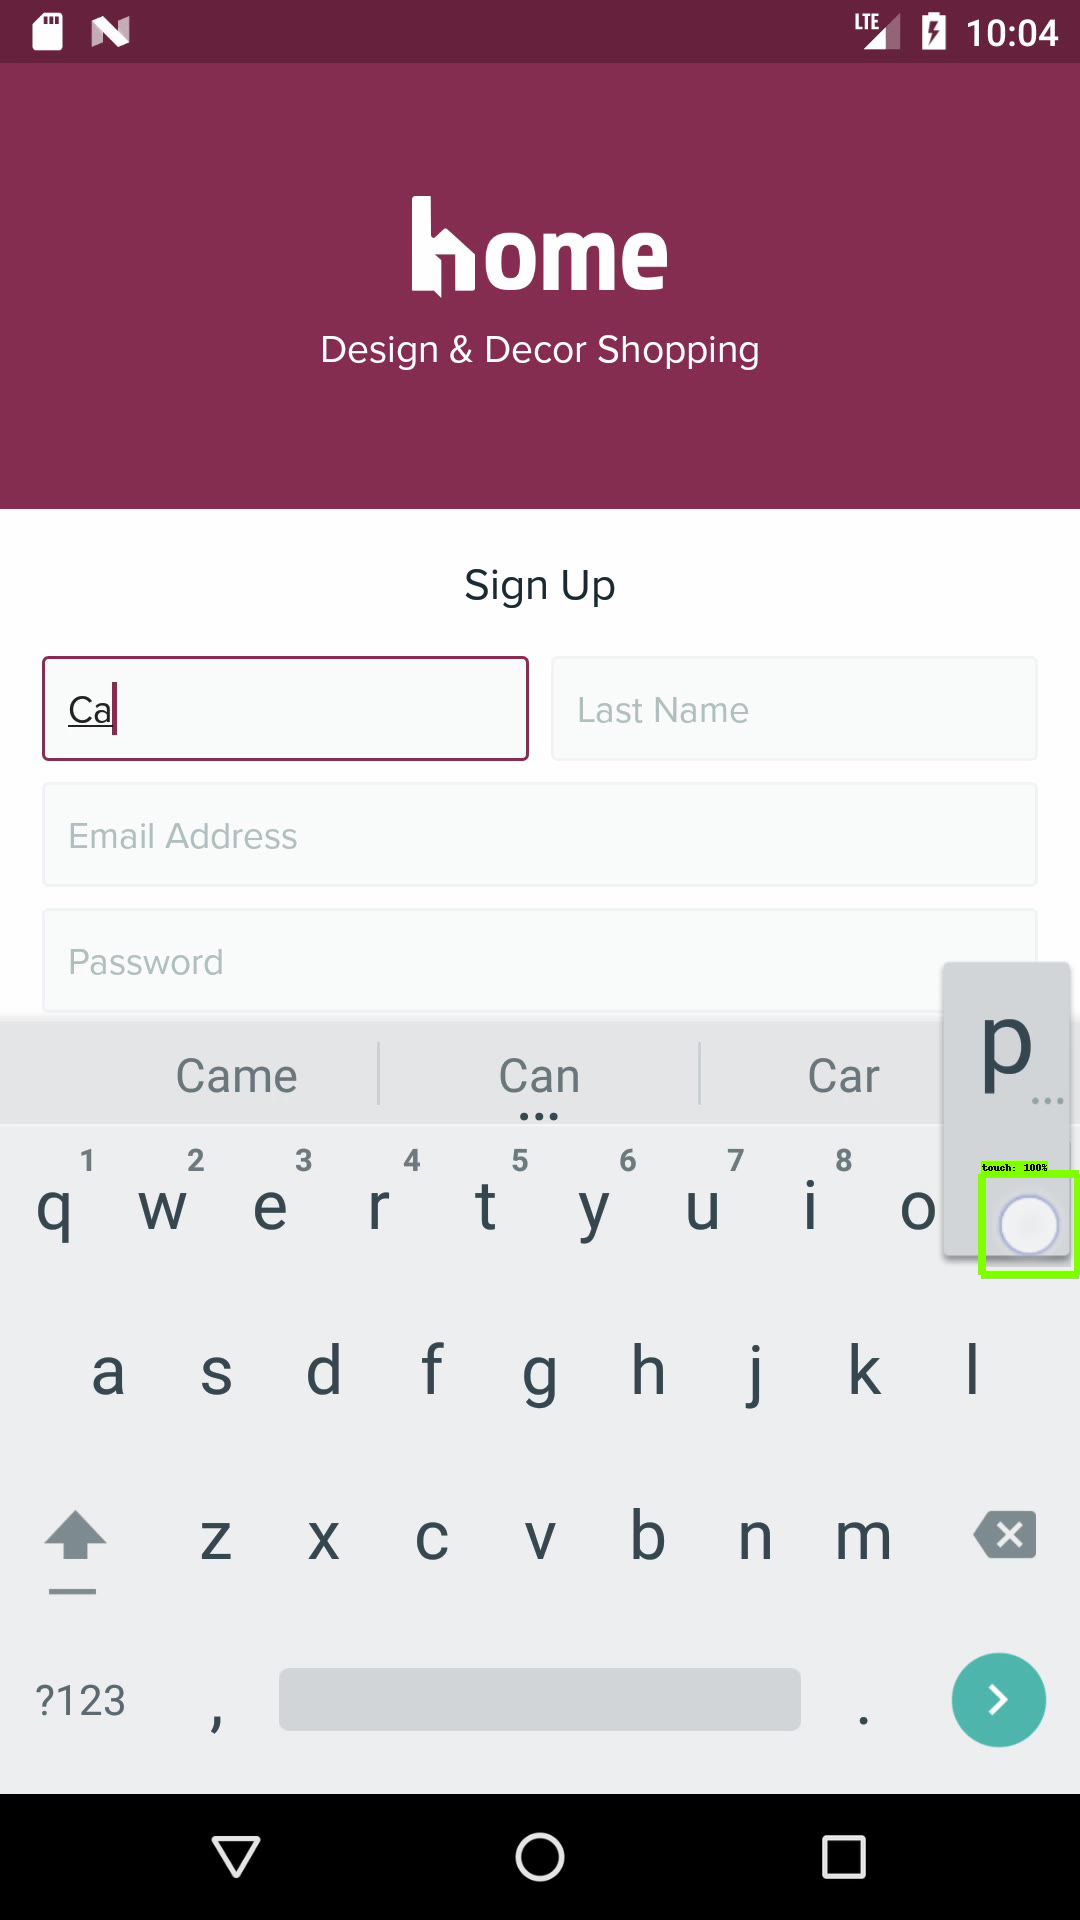 LTE 10:04
home
Design & Decor Shopping
Sign Up
Ca Last Name
Email Address
Password
p
Came Can Car
touch: 100%
1 2 3 4 5 6 7 8
q w e r t y u i o
a s d f g h j k l
z x c v b n m
?123 , .